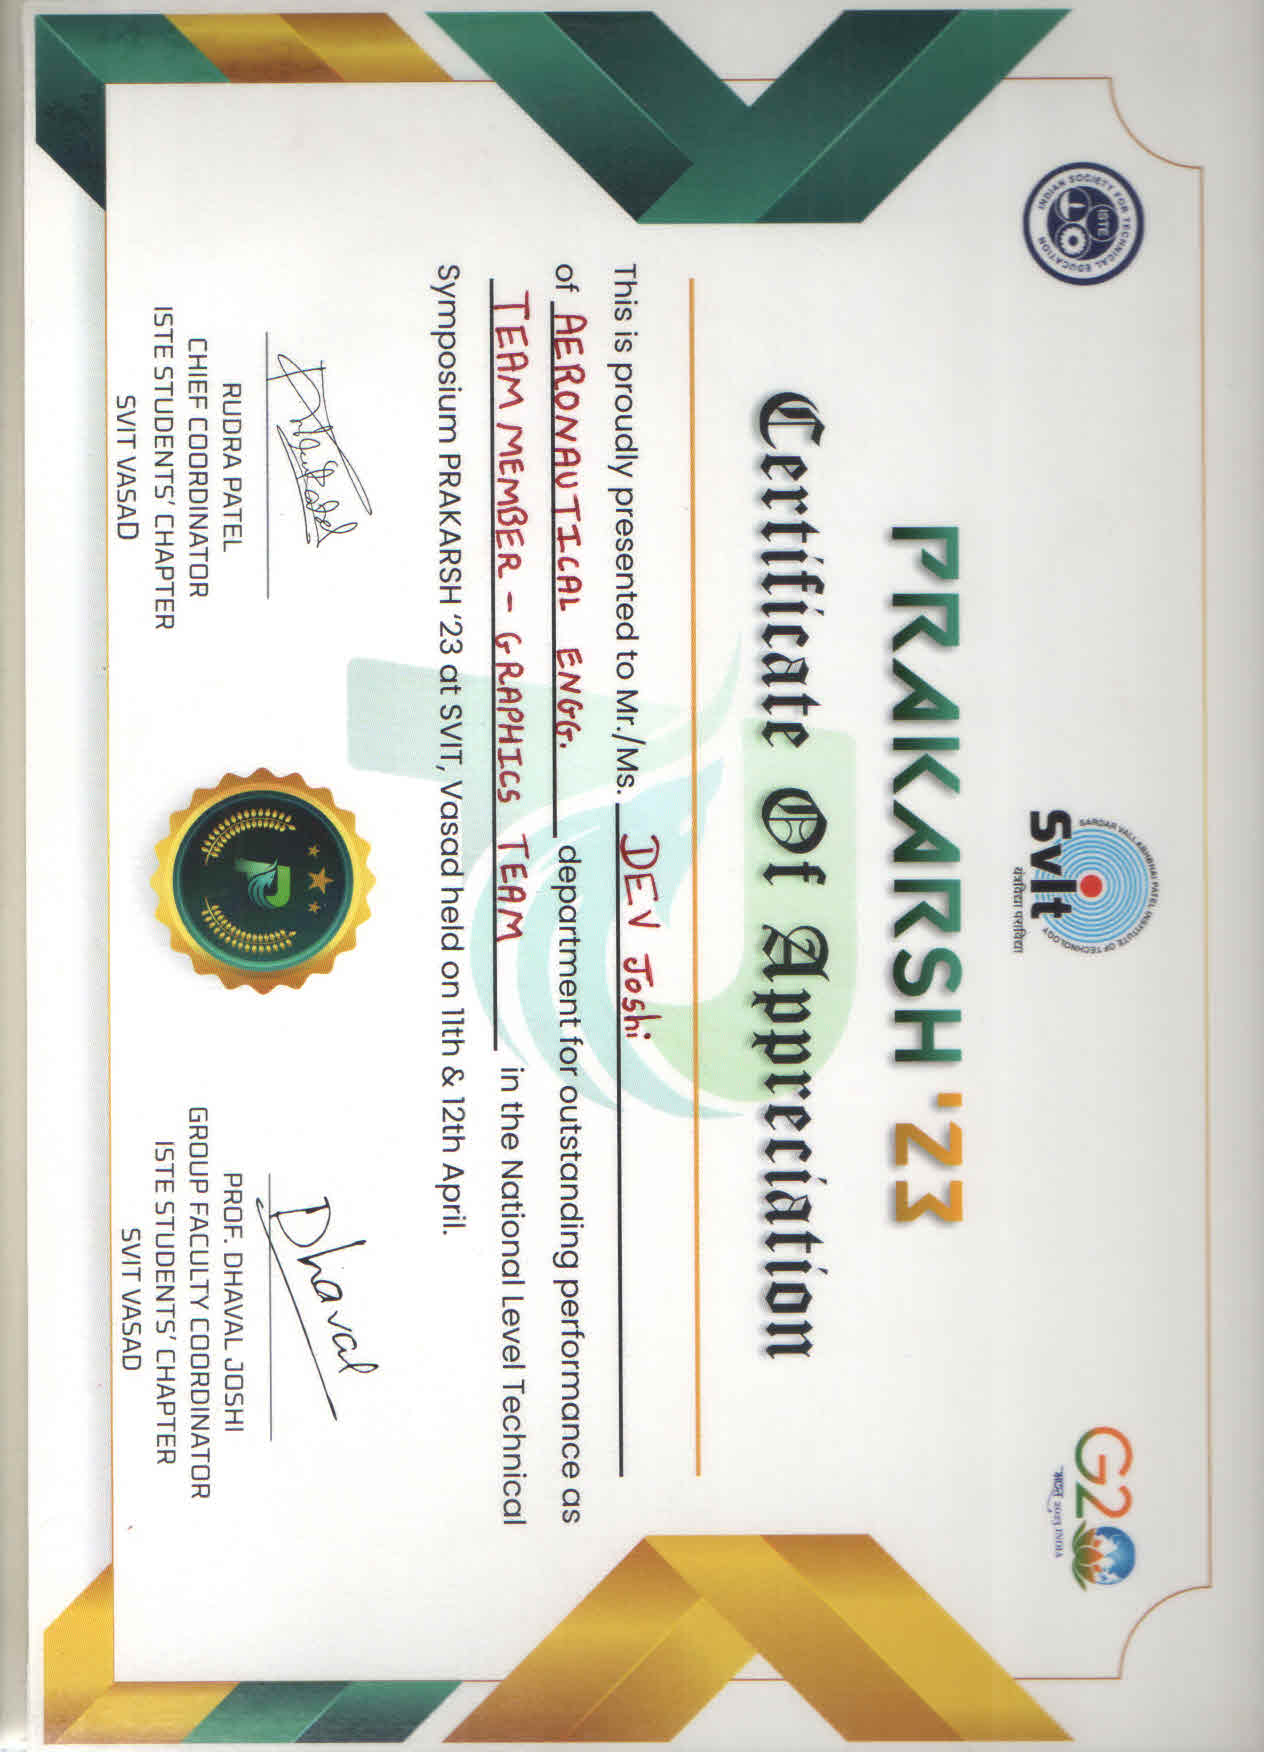 INDIAN SOCIETY FOR TECHNICAL EDUCATION
ISTE
SARDAR VALLABHBHAI PATEL INSTITUTE OF TECHNOLOGY
SvIt
यंत्रविद्या पराविद्या
G20
भारत 2023 INDIA
PRAKARSH '23
Certificate Of Appreciation
This is proudly presented to Mr./Ms. DEV Joshi
of AERONAUTICAL ENGG. department for outstanding performance as
TEAM MEMBER - GRAPHICS TEAM in the National Level Technical
Symposium PRAKARSH ‘23 at SVIT, Vasad held on 11th & 12th April.
Dhaval
RUDRA PATEL
CHIEF COORDINATOR
ISTE STUDENTS’ CHAPTER
SVIT VASAD
P
PROF. DHAVAL JOSHI
GROUP FACULTY COORDINATOR
ISTE STUDENTS’ CHAPTER
SVIT VASAD